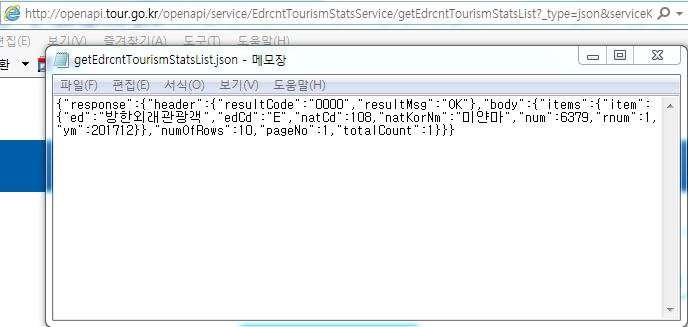 http://openapi.tour.go.kr/openapi/service/EdrcntTourismStatsService/getEdrcntTourismStatsList?_type=json&serviceK
편집(E) 보기(V) 즐겨찾기(A) 도구(T) 도움말(H)
환
getEdrcntTourismStatsList.json - 메모장
파일(F) 편집(E) 서식(O) 보기(V) 도움말(H)
{"response":{"header":{"resultCode":"0000","resultMsg":"OK"},"body":{"items":{"item":
{"ed":"방한외래관광객","edCd":"E","natCd":108,"natKorNm":"미얀마","num":6379,"rnum":1,
"ym":201712}},"numOfRows":10,"pageNo":1,"totalCount":1}}}